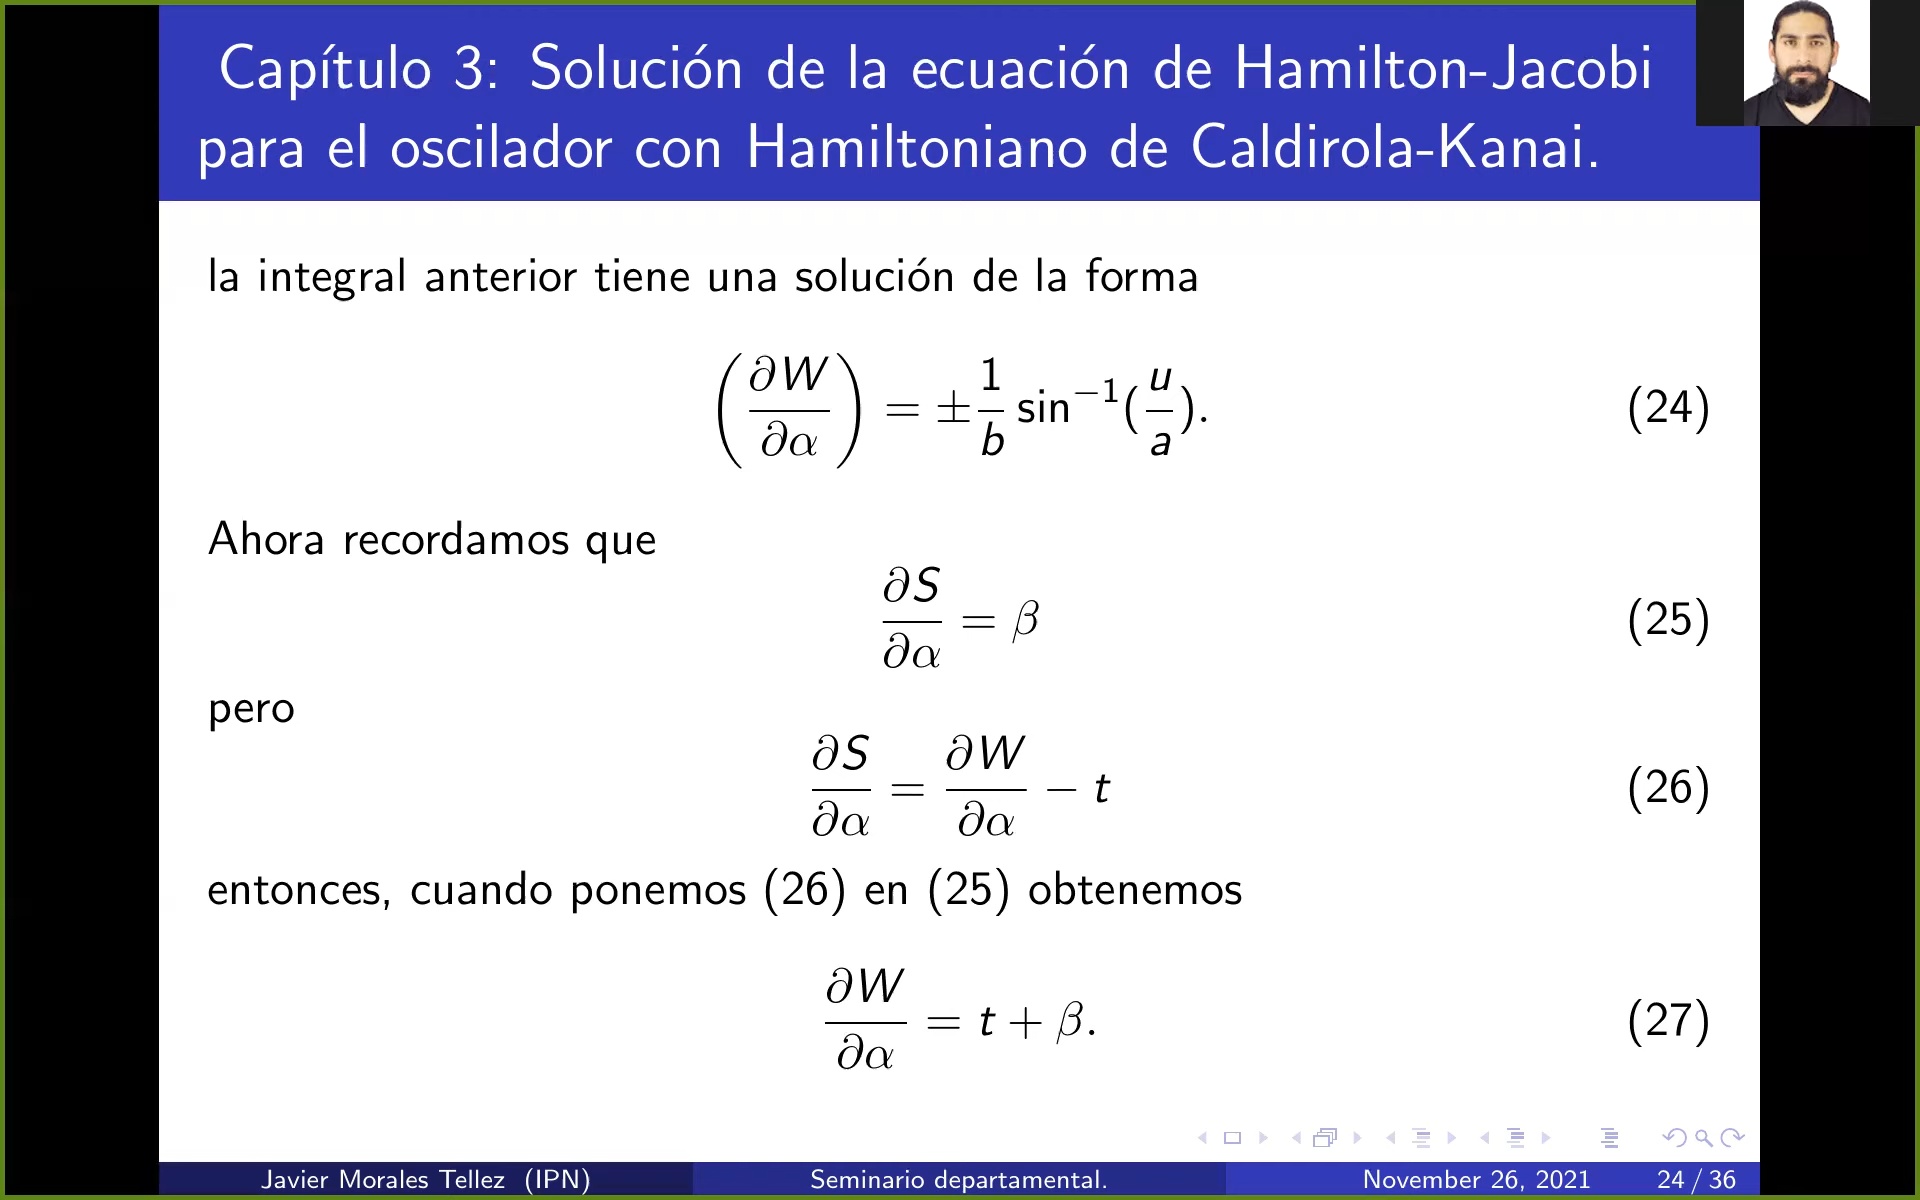 Capítulo 3: Solución de la ecuación de Hamilton-Jacobi
para el oscilador con Hamiltoniano de Caldirola-Kanai.
la integral anterior tiene una solución de la forma
(∂W/∂α) = ±1/b sin⁻¹(u/a). (24)
Ahora recordamos que
∂S/∂α = β (25)
pero
∂S/∂α = ∂W/∂α − t (26)
entonces, cuando ponemos (26) en (25) obtenemos
∂W/∂α = t + β. (27)
Javier Morales Tellez (IPN) Seminario departamental. November 26, 2021 24 / 36